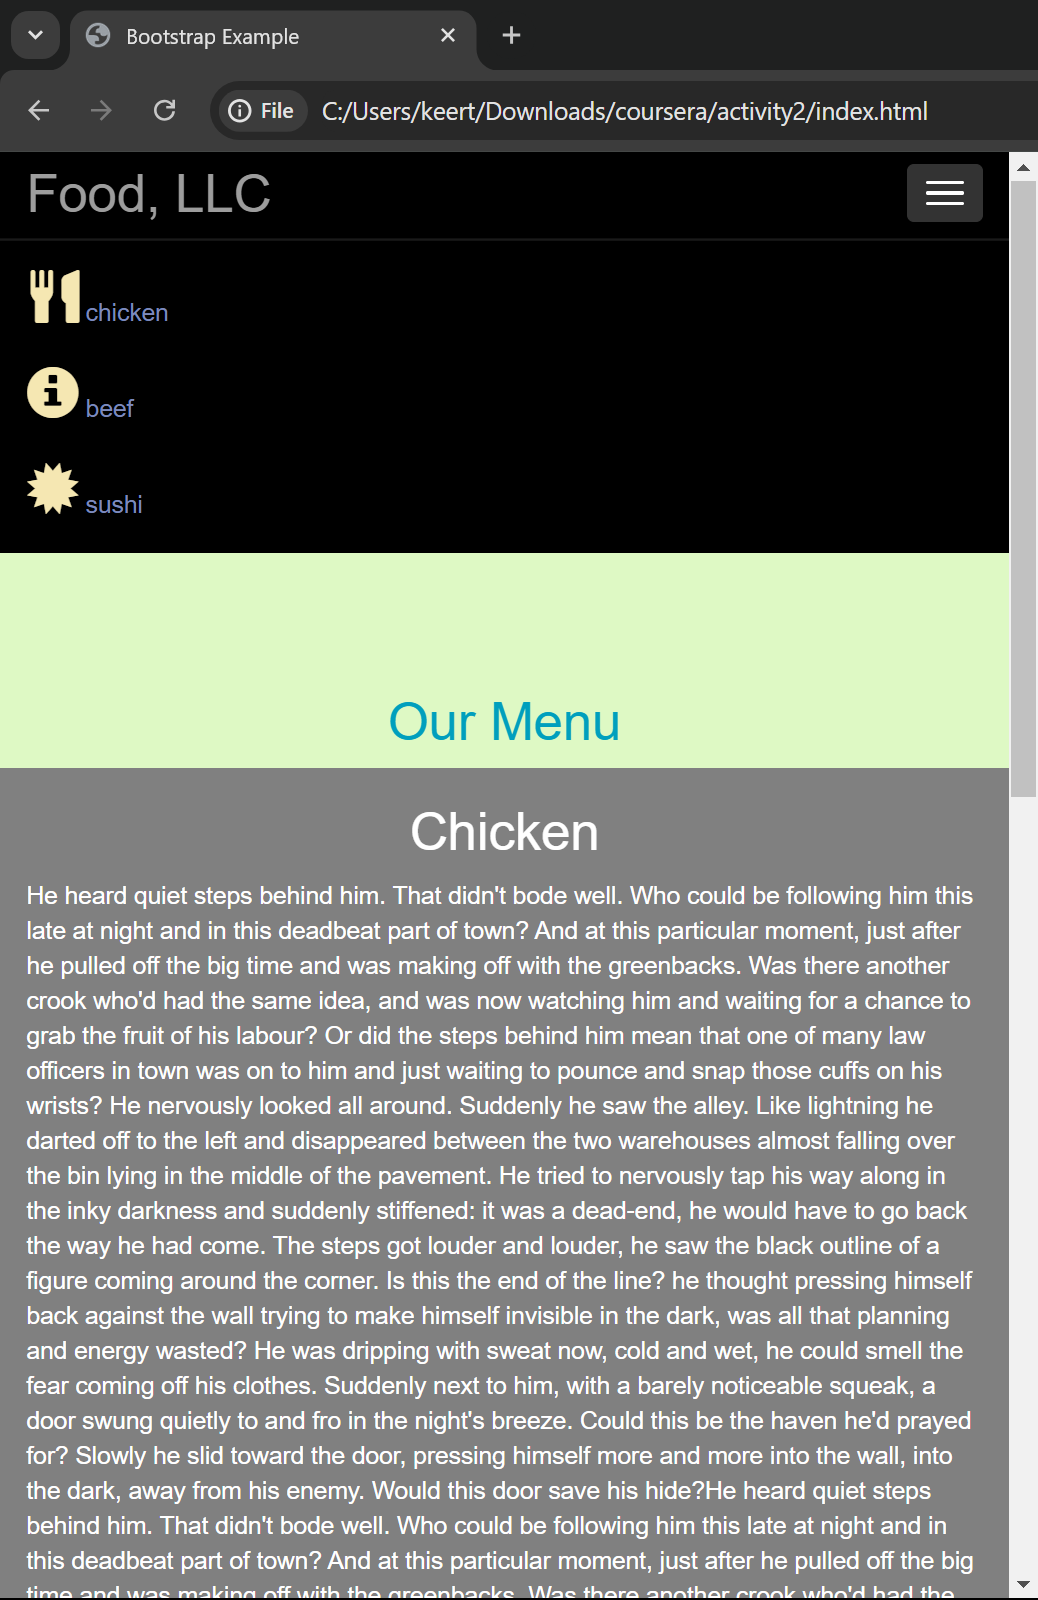 Bootstrap Example
File C:/Users/keert/Downloads/coursera/activity2/index.html
Food, LLC
chicken
beef
sushi
Our Menu
Chicken
He heard quiet steps behind him. That didn't bode well. Who could be following him this
late at night and in this deadbeat part of town? And at this particular moment, just after
he pulled off the big time and was making off with the greenbacks. Was there another
crook who'd had the same idea, and was now watching him and waiting for a chance to
grab the fruit of his labour? Or did the steps behind him mean that one of many law
officers in town was on to him and just waiting to pounce and snap those cuffs on his
wrists? He nervously looked all around. Suddenly he saw the alley. Like lightning he
darted off to the left and disappeared between the two warehouses almost falling over
the bin lying in the middle of the pavement. He tried to nervously tap his way along in
the inky darkness and suddenly stiffened: it was a dead-end, he would have to go back
the way he had come. The steps got louder and louder, he saw the black outline of a
figure coming around the corner. Is this the end of the line? he thought pressing himself
back against the wall trying to make himself invisible in the dark, was all that planning
and energy wasted? He was dripping with sweat now, cold and wet, he could smell the
fear coming off his clothes. Suddenly next to him, with a barely noticeable squeak, a
door swung quietly to and fro in the night's breeze. Could this be the haven he'd prayed
for? Slowly he slid toward the door, pressing himself more and more into the wall, into
the dark, away from his enemy. Would this door save his hide?He heard quiet steps
behind him. That didn't bode well. Who could be following him this late at night and in
this deadbeat part of town? And at this particular moment, just after he pulled off the big
time and was making off with the greenbacks. Was there another crook who'd had the